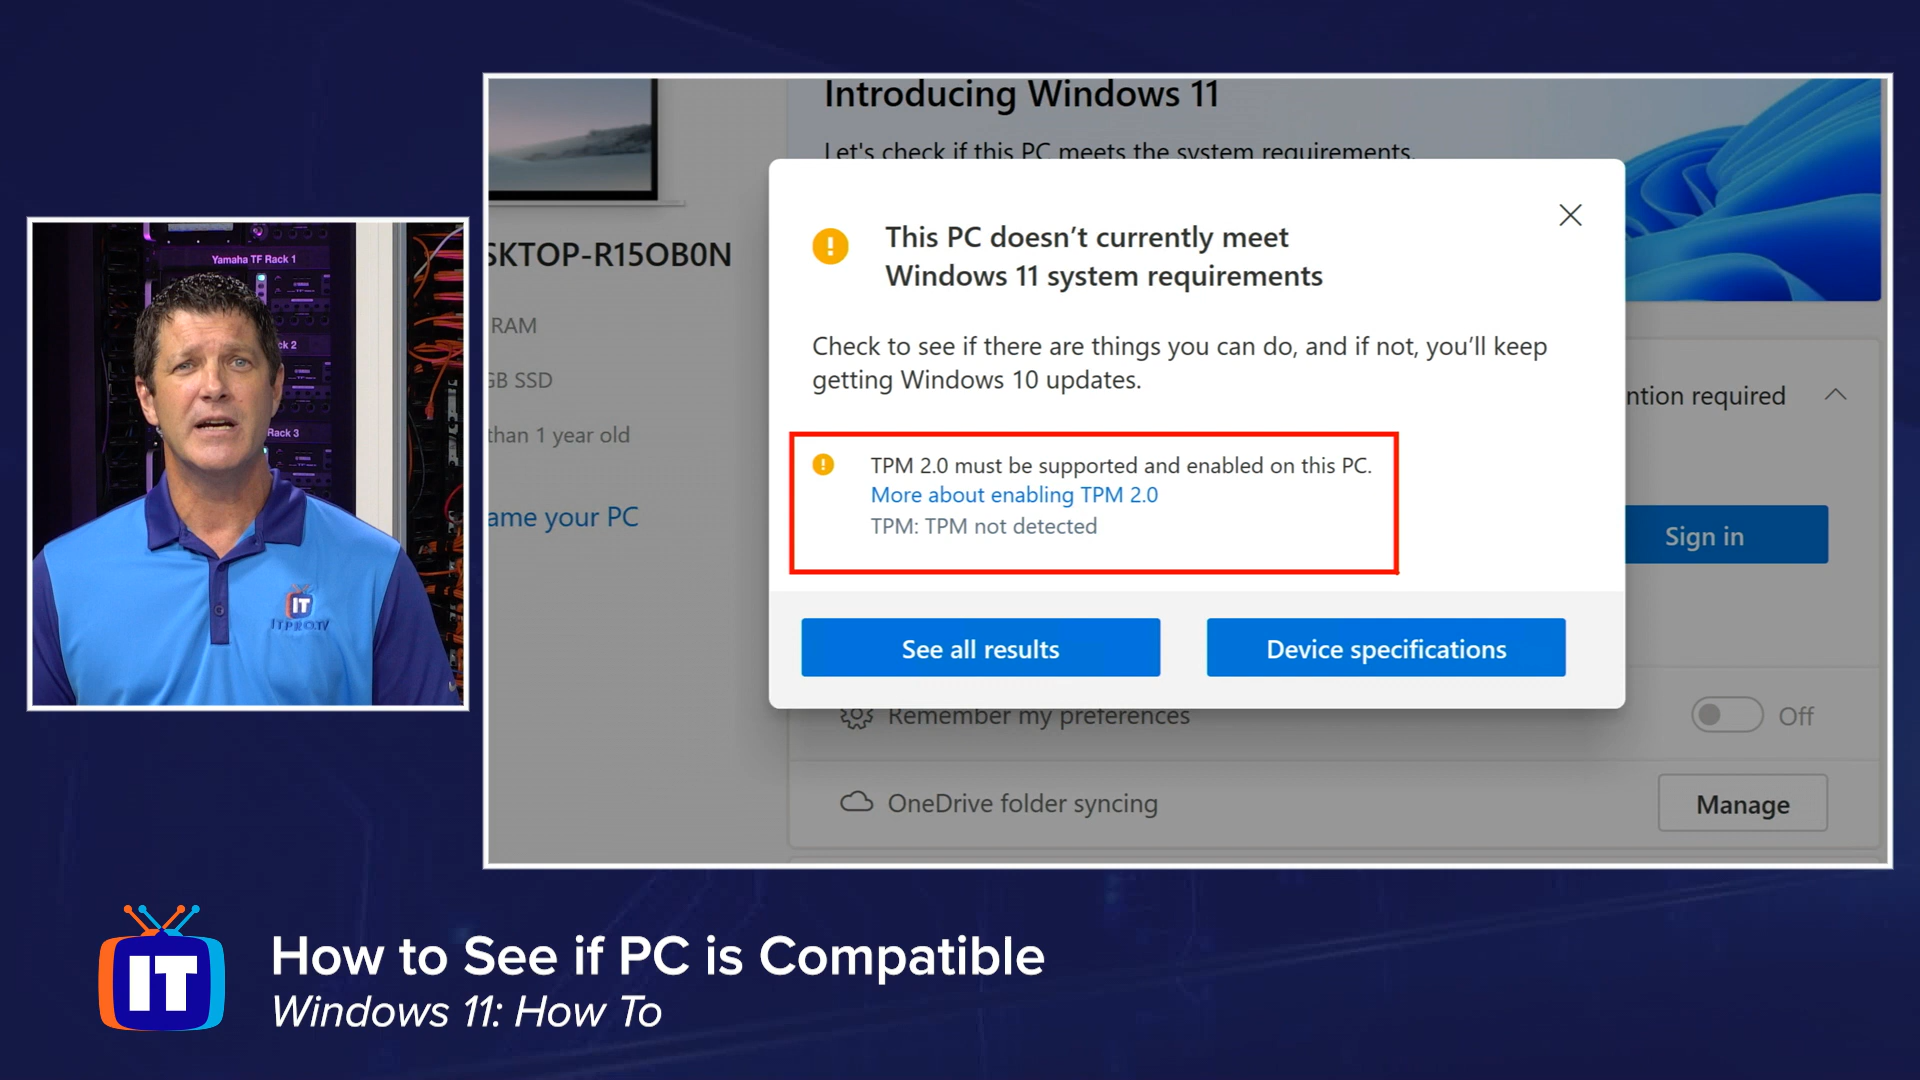 Introducing Windows 11
Let's check if this PC meets the system requirements.
SKTOP-R15OB0N
RAM
GB SSD
than 1 year old
ame your PC
This PC doesn't currently meet
Windows 11 system requirements
Check to see if there are things you can do, and if not, you'll keep
getting Windows 10 updates.
TPM 2.0 must be supported and enabled on this PC.
More about enabling TPM 2.0
TPM: TPM not detected
See all results
Device specifications
ntion required
Sign in
Remember my preferences
Off
OneDrive folder syncing
Manage
Yamaha TF Rack 1
ck 2
Rack 3
IT
ITPRO.TV
IT
How to See if PC is Compatible
Windows 11: How To